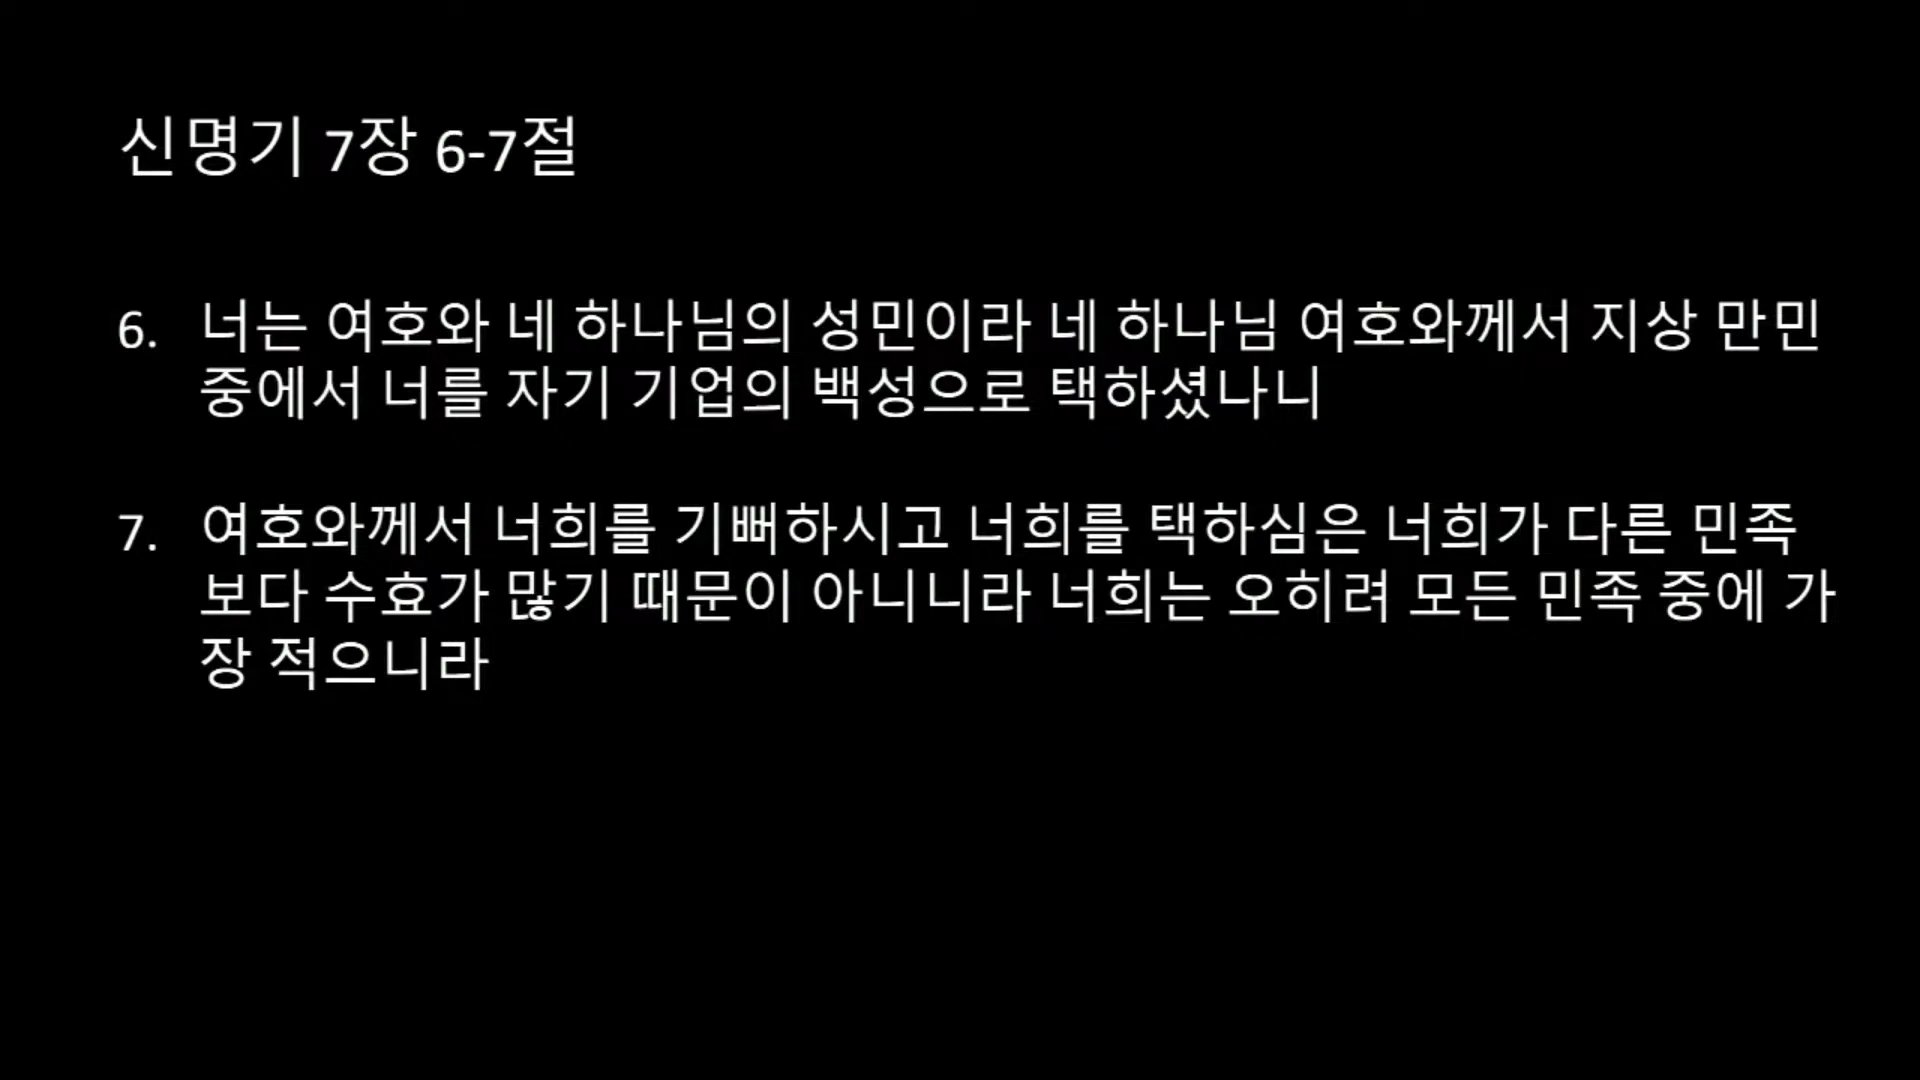 신명기 7장 6-7절
6. 너는 여호와 네 하나님의 성민이라 네 하나님 여호와께서 지상 만민
중에서 너를 자기 기업의 백성으로 택하셨나니
7. 여호와께서 너희를 기뻐하시고 너희를 택하심은 너희가 다른 민족
보다 수효가 많기 때문이 아니니라 너희는 오히려 모든 민족 중에 가
장 적으니라